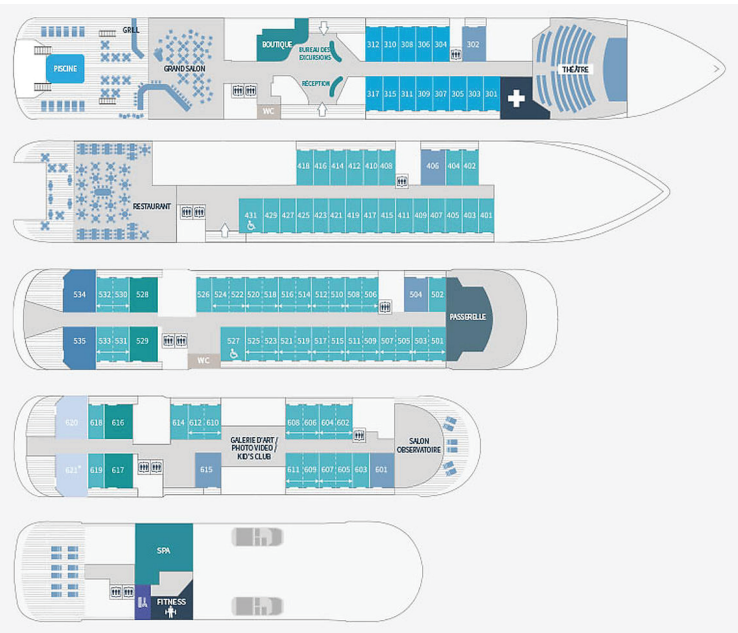 GRILL
PISCINE
GRAND SALON
BOUTIQUE
BUREAU DES
EXCURSIONS
RÉCEPTION
WC
312 310 308 306 304
302
317 315 311 309 307 305 303 301
THÉÂTRE
RESTAURANT
418 416 414 412 410 408
406 404 402
431 429 427 425 423 421 419 417 415 411 409 407 405 403 401
534
532 530 528
526 524 522 520 518 516 514 512 510 508 506
504 502
PASSERELLE
535
533 531 529
WC
527 525 523 521 519 517 515 511 509 507 505 503 501
620 618 616
614 612 610
608 606 604 602
GALERIE D'ART /
PHOTO VIDEO /
KID'S CLUB
SALON
OBSERVATOIRE
621* 619 617
615
611 609 607 605 603 601
SPA
FITNESS